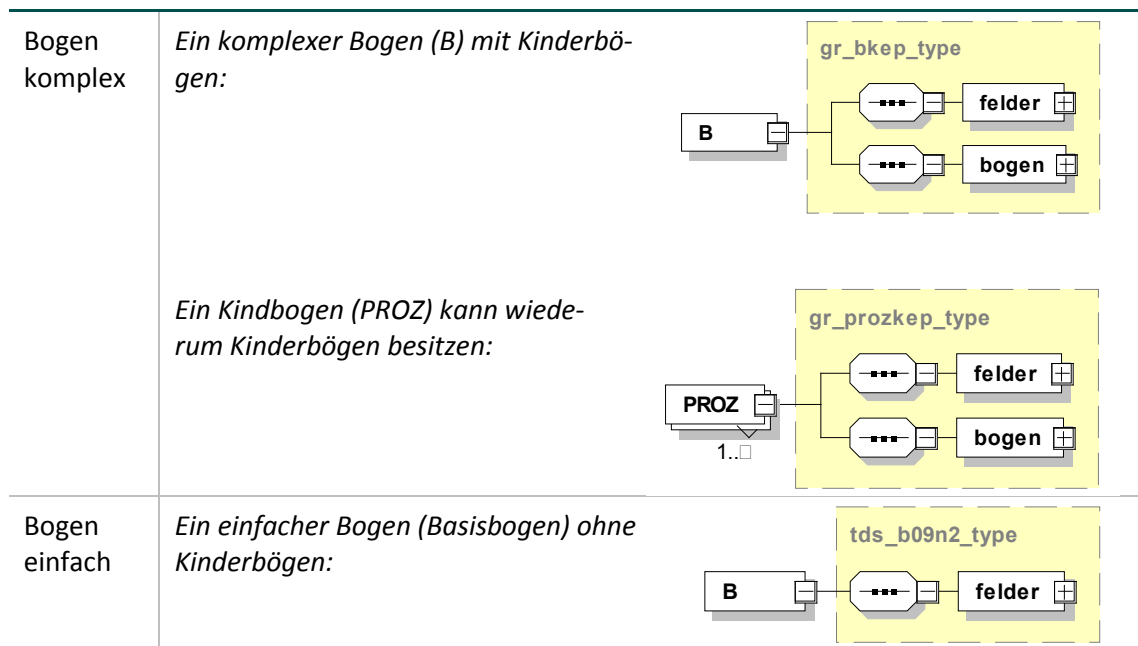 Bogen
komplex
Ein komplexer Bogen (B) mit Kinderbö-
gen:
gr_bkep_type
felder
B
bogen
Ein Kindbogen (PROZ) kann wiede-
rum Kinderbögen besitzen:
gr_prozkep_type
felder
PROZ
bogen
1..□
Bogen
einfach
Ein einfacher Bogen (Basisbogen) ohne
Kinderbögen:
tds_b09n2_type
B
felder